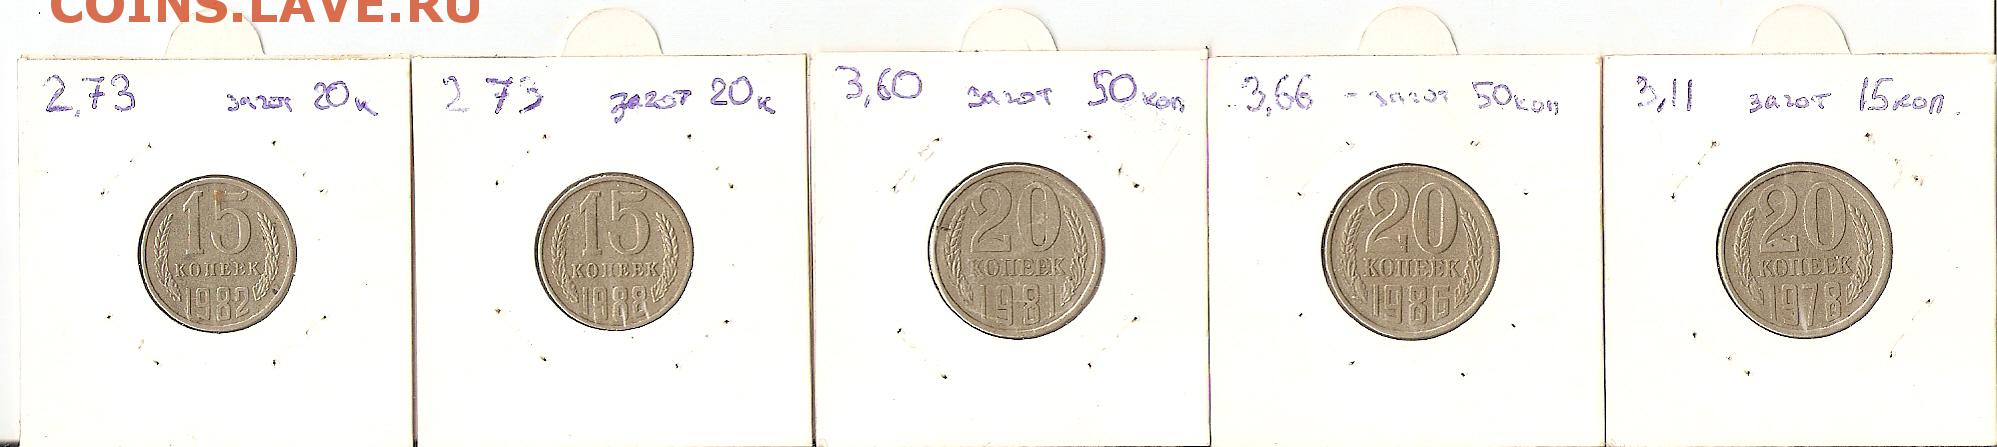 COINS.LAVE.RU
2,73 загот 20к
2 73 загот 20к
3,60 загот 50коп
3,66 - загот 50коп
3,11 загот 15коп.
15
КОПЕЕК
1982
15
КОПЕЕК
1988
20
КОПЕЕК
1981
20
КОПЕЕК
1986
20
КОПЕЕК
1978